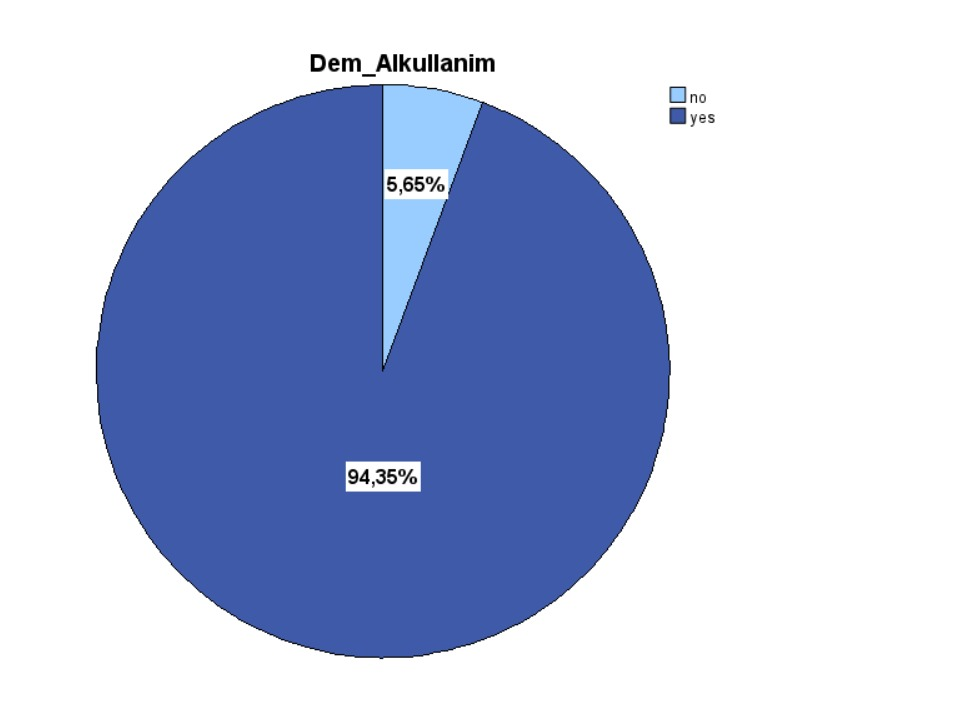 Dem_Alkullanim
no
yes
5,65%
94,35%